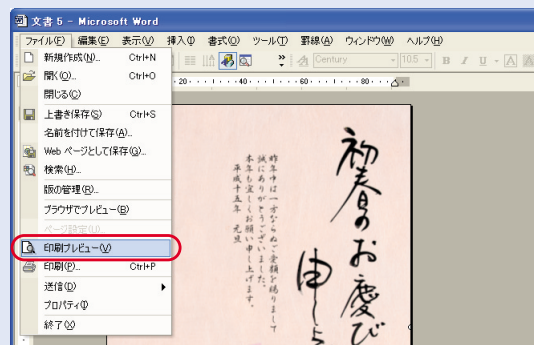 文書 5 - Microsoft Word
ファイル(F) 編集(E) 表示(V) 挿入(I) 書式(O) ツール(T) 罫線(A) ウィンドウ(W) ヘルプ(H)
Century 10.5 B I U A A
20 40 60 80
新規作成(N)... Ctrl+N
開く(O)... Ctrl+O
閉じる(C)
上書き保存(S) Ctrl+S
名前を付けて保存(A)...
Web ページとして保存(G)...
検索(H)...
版の管理(R)...
ブラウザでプレビュー(B)
ページ設定(U)...
印刷プレビュー(V)
印刷(P)... Ctrl+P
送信(D)
プロパティ(I)
終了(X)
初春のお慶び
申し上
昨年中は一方ならぬご愛顧を賜りまして
誠にありがとうございました。
本年も宜しくお願い申し上げます。
平成十五年 元旦